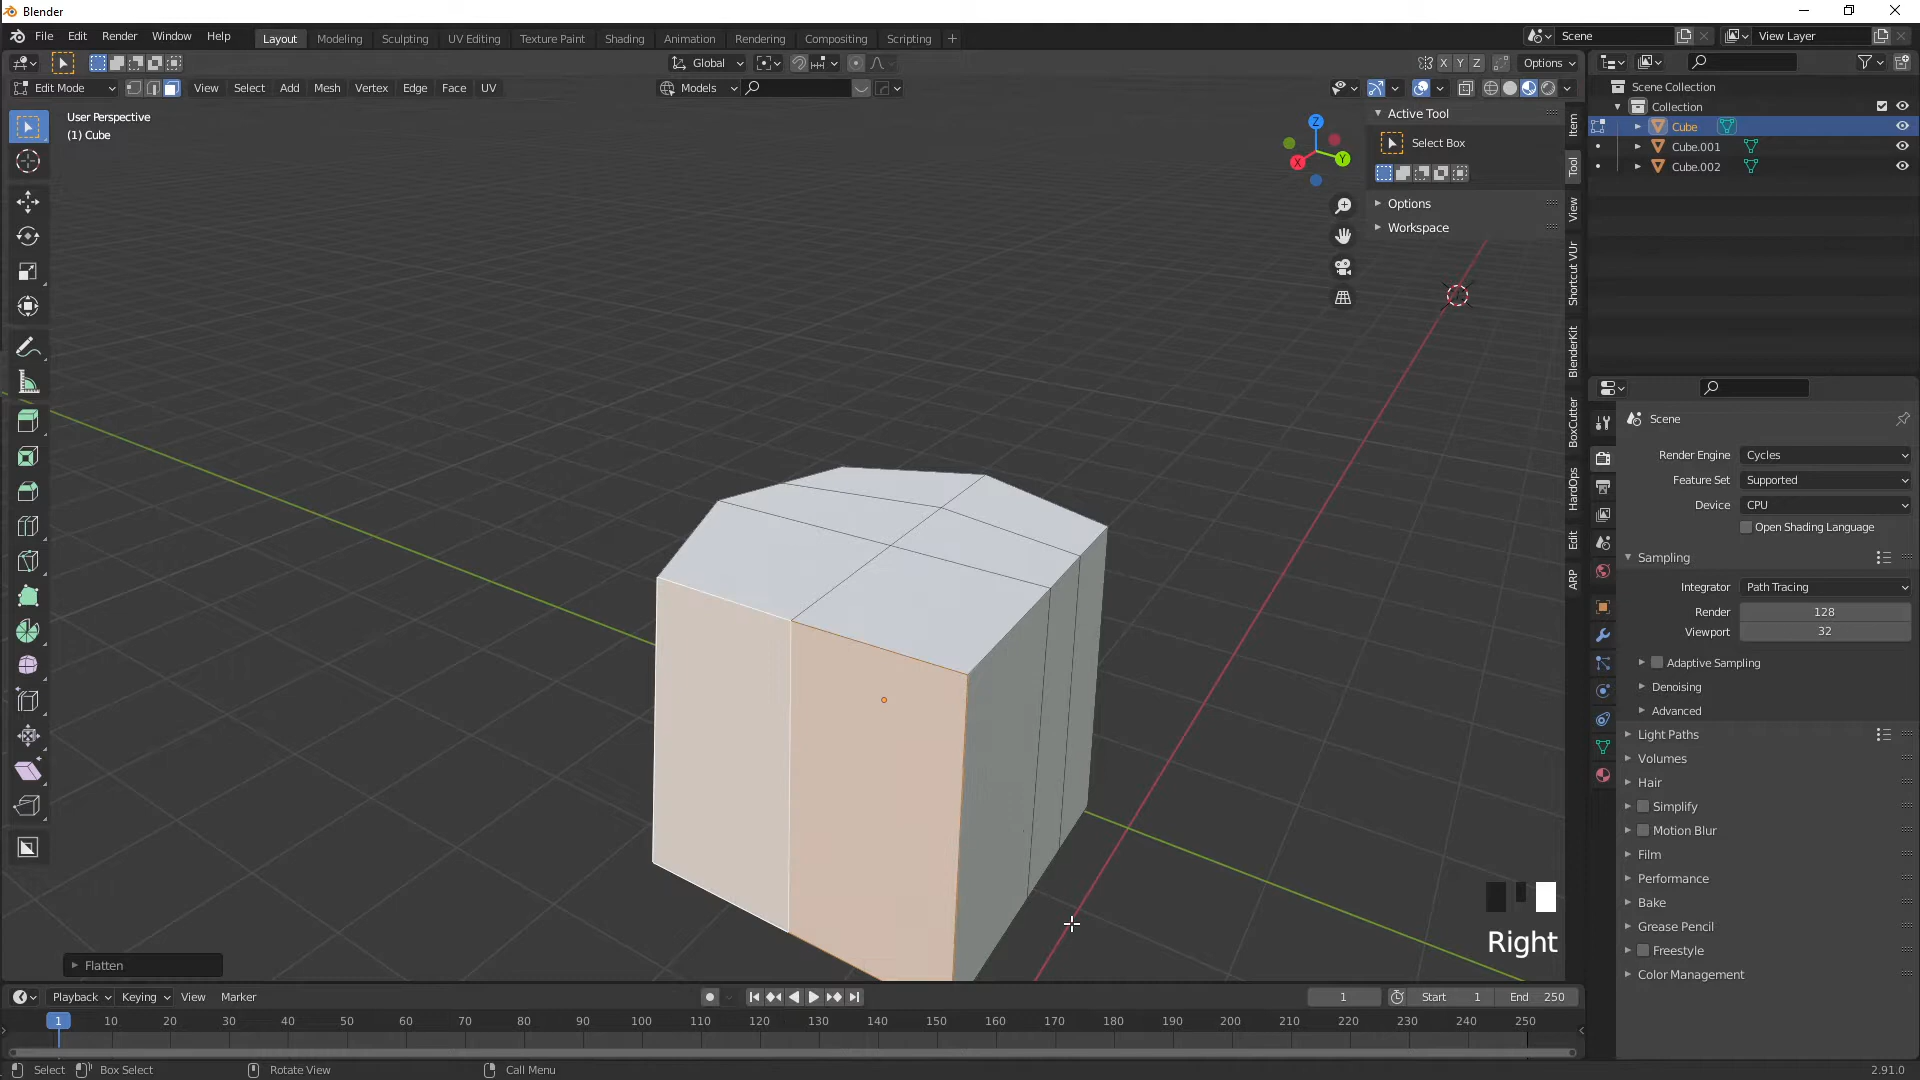 Blender
File Edit Render Window Help
Layout Modeling Sculpting UV Editing Texture Paint Shading Animation Rendering Compositing Scripting +
Scene
View Layer
Global
Options
X Y Z
Edit Mode
View Select Add Mesh Vertex Edge Face UV
Models
User Perspective
(1) Cube
Z
Y
X
Active Tool
Select Box
Options
Workspace
Item
Tool
View
Shortcut VUr
BlenderKit
BoxCutter
HardOps
Edit
ARP
Scene Collection
Collection
Cube
Cube.001
Cube.002
Scene
Render Engine Cycles
Feature Set Supported
Device CPU
Open Shading Language
Sampling
Integrator Path Tracing
Render 128
Viewport 32
Adaptive Sampling
Denoising
Advanced
Light Paths
Volumes
Hair
Simplify
Motion Blur
Film
Performance
Bake
Grease Pencil
Freestyle
Color Management
Right
Flatten
Playback Keying View Marker
1
Start 1
End 250
1 10 20 30 40 50 60 70 80 90 100 110 120 130 140 150 160 170 180 190 200 210 220 230 240 250
Select Box Select Rotate View Call Menu
2.91.0